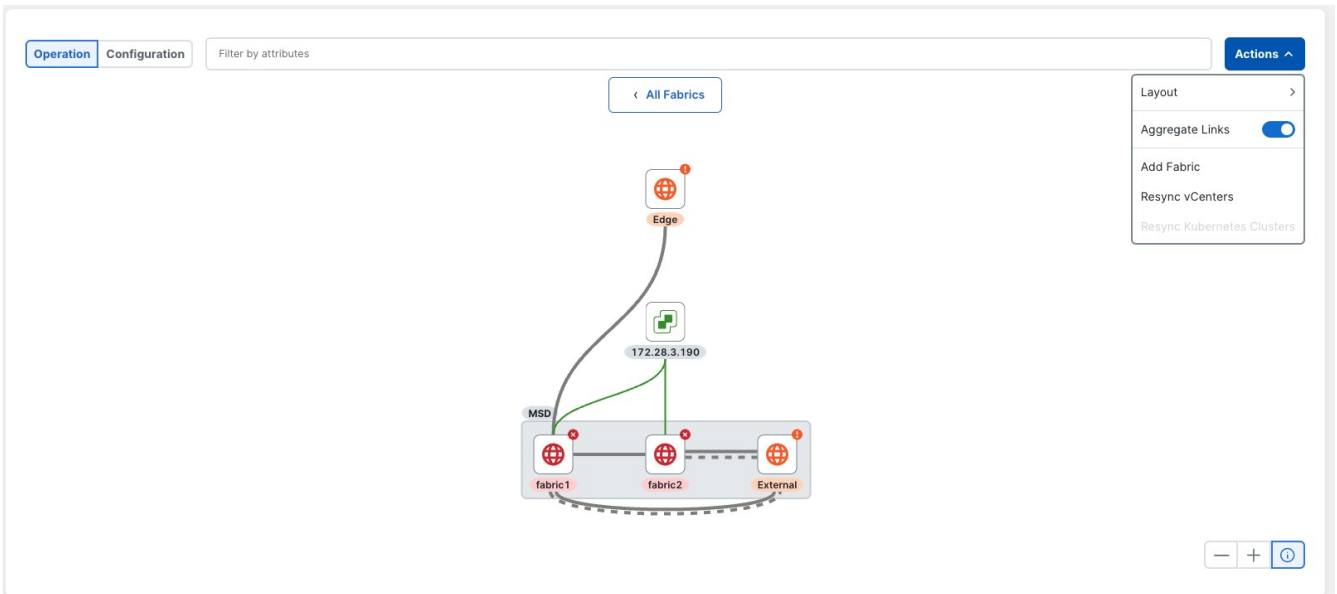 Operation Configuration Filter by attributes Actions
All Fabrics
Layout
Aggregate Links
Add Fabric
Resync vCenters
Resync Kubernetes Clusters
Edge
172.28.3.190
MSD
fabric1 fabric2 External